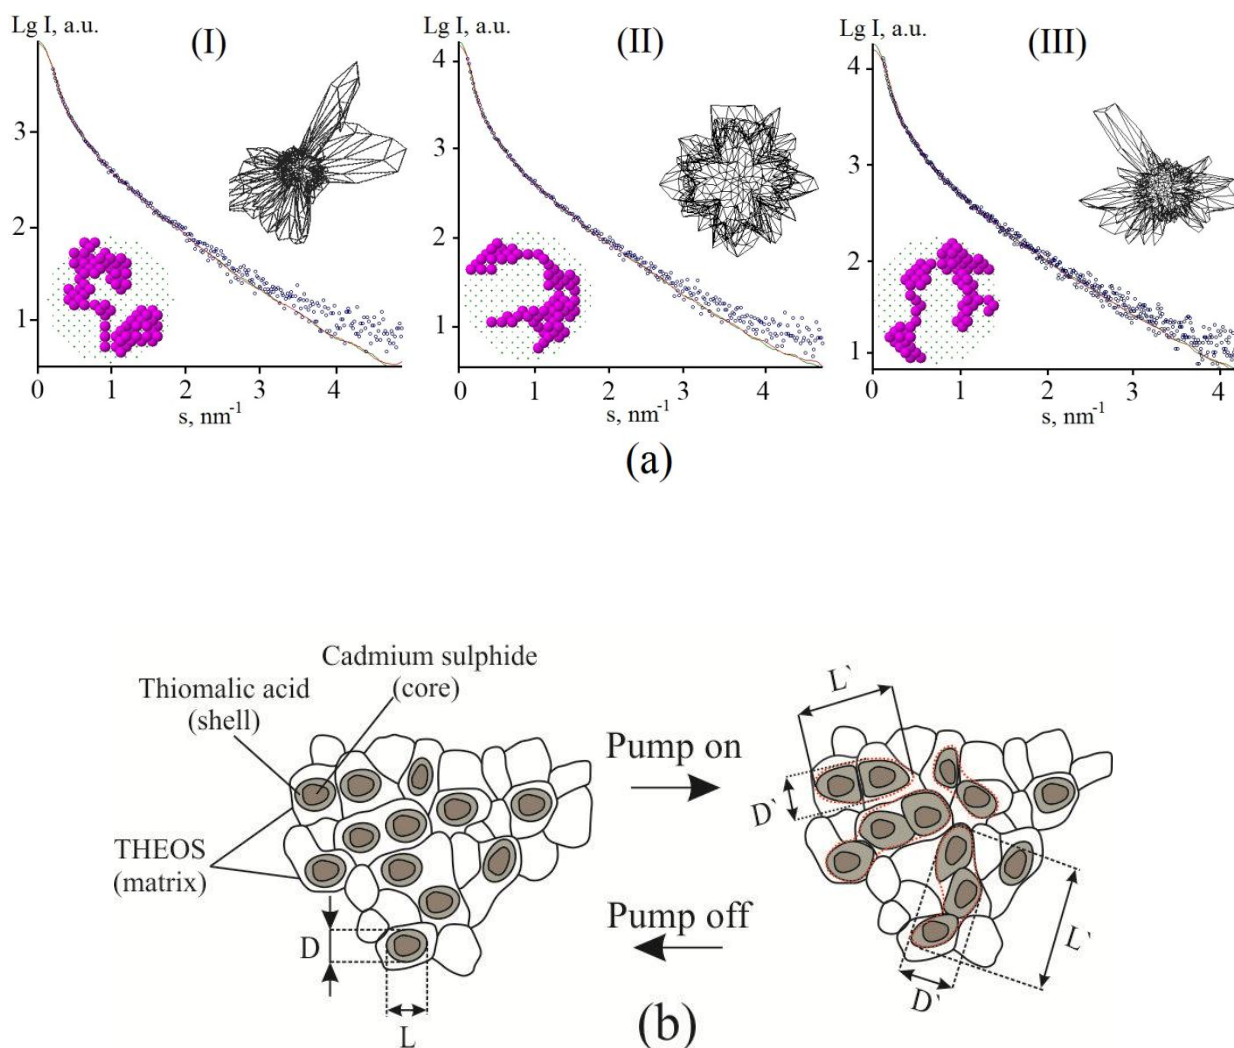 Lg I, a.u.
(I)
3
2
1
0
1
2
3
4
s, nm-1
Lg I, a.u.
(II)
4
3
2
1
0
1
2
3
4
s, nm-1
Lg I, a.u.
(III)
4
3
2
1
0
1
2
3
4
s, nm-1
(a)
Cadmium sulphide
(core)
Thiomalic acid
(shell)
THEOS
(matrix)
D
L
Pump on
Pump off
L`
D`
L`
D`
(b)